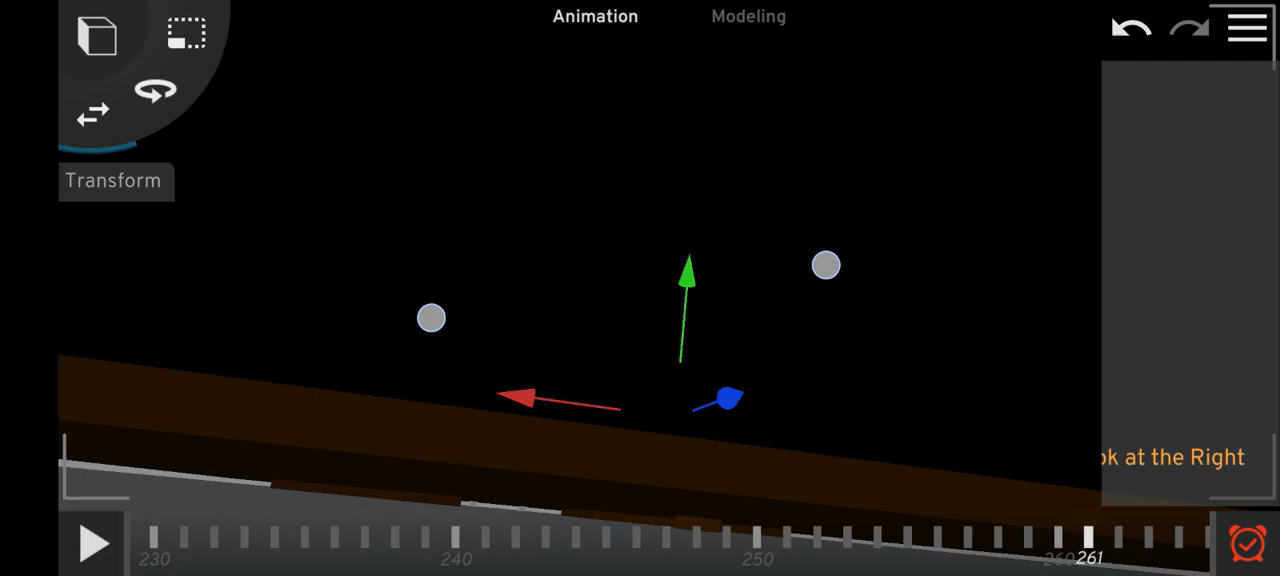 Animation Modeling
Transform
ok at the Right
230 240 250 260 261